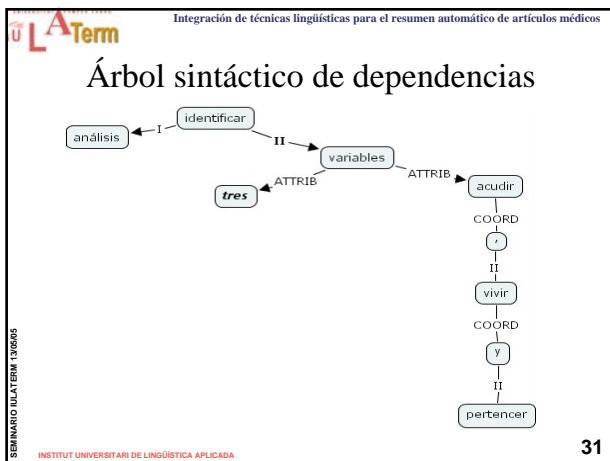 Integración de técnicas lingüísticas para el resumen automático de artículos médicos
U LATerm
Árbol sintáctico de dependencias
identificar
análisis
I
II
variables
ATTRIB
tres
ATTRIB
acudir
COORD
,
II
vivir
COORD
y
II
pertencer
SEMINARIO IULATERM 13/05/05
INSTITUT UNIVERSITARI DE LINGÜÍSTICA APLICADA
31